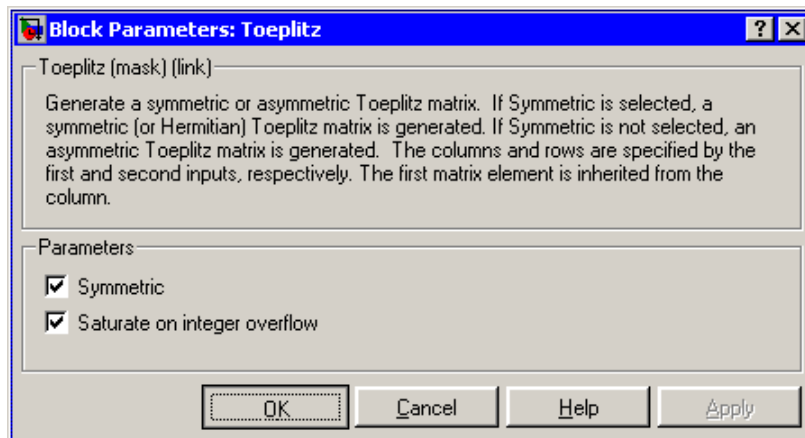 Block Parameters: Toeplitz
Toeplitz (mask) (link)
Generate a symmetric or asymmetric Toeplitz matrix.  If Symmetric is selected, a
symmetric (or Hermitian) Toeplitz matrix is generated. If Symmetric is not selected, an
asymmetric Toeplitz matrix is generated.  The columns and rows are specified by the
first and second inputs, respectively. The first matrix element is inherited from the
column.
Parameters
Symmetric
Saturate on integer overflow
OK Cancel Help Apply